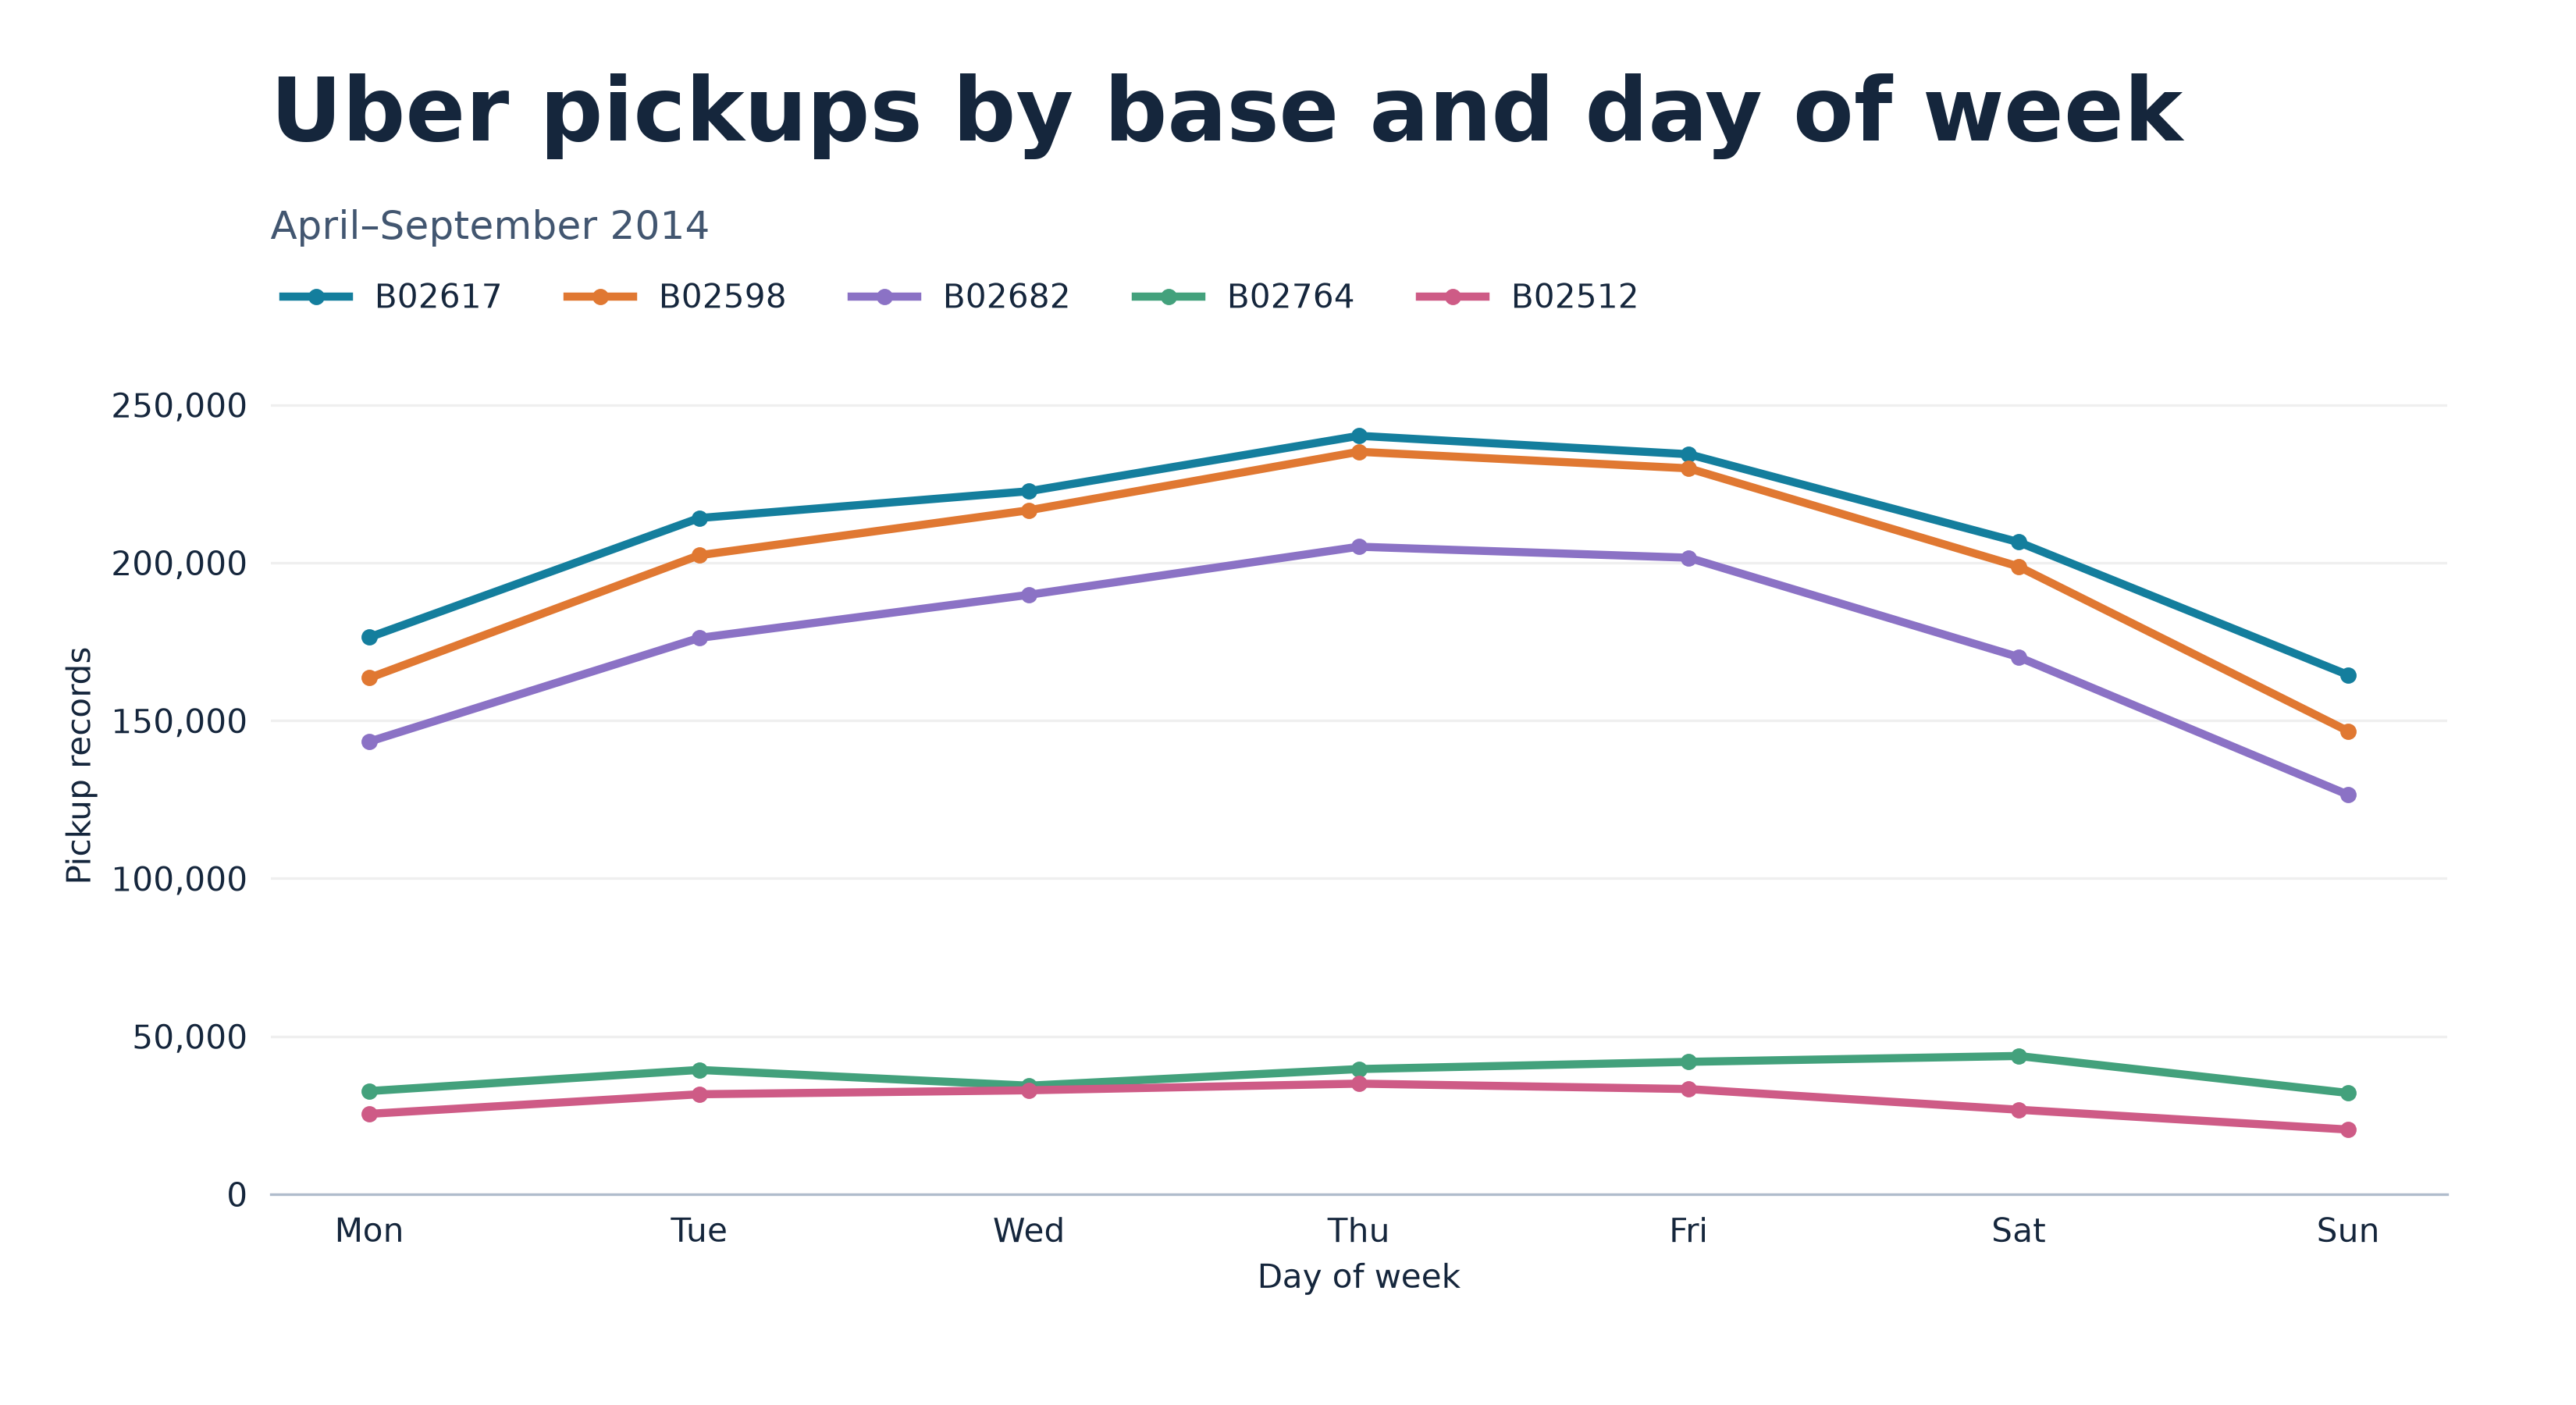 Uber pickups by base and day of week
April–September 2014
B02617 B02598 B02682 B02764 B02512
250,000
200,000
150,000
100,000
50,000
0
Pickup records
Mon Tue Wed Thu Fri Sat Sun
Day of week